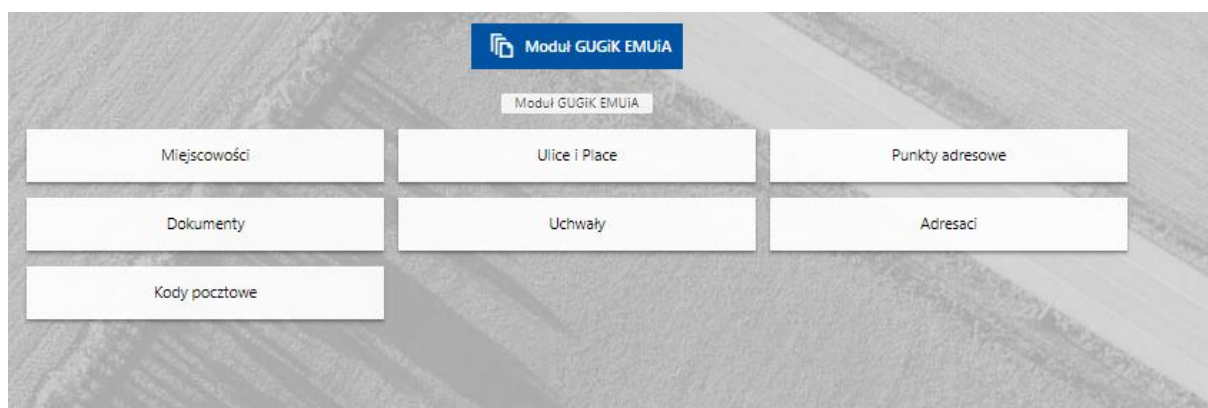 Moduł GUGiK EMUiA
Moduł GUGiK EMUiA
Miejscowości
Ulice i Place
Punkty adresowe
Dokumenty
Uchwały
Adresaci
Kody pocztowe